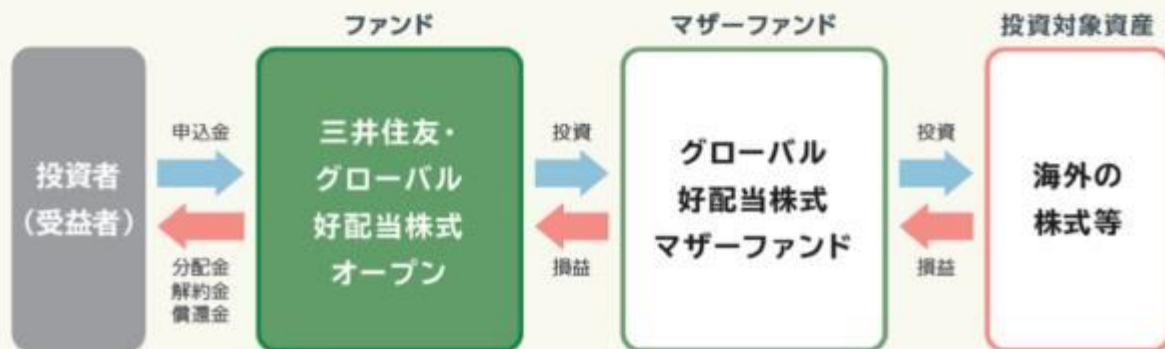 ファンド
マザーファンド
投資対象資産
投資者
(受益者)
申込金
分配金
解約金
償還金
三井住友・
グローバル
好配当株式
オープン
投資
損益
グローバル
好配当株式
マザーファンド
投資
損益
海外の
株式等